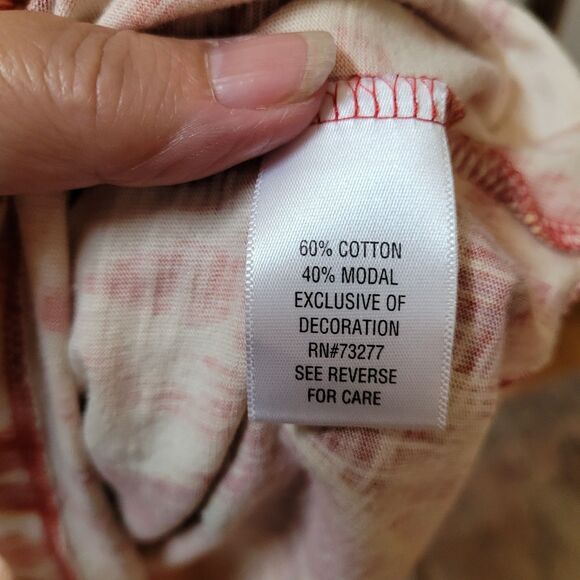 60% COTTON
40% MODAL
EXCLUSIVE OF
DECORATION
RN#73277
SEE REVERSE
FOR CARE